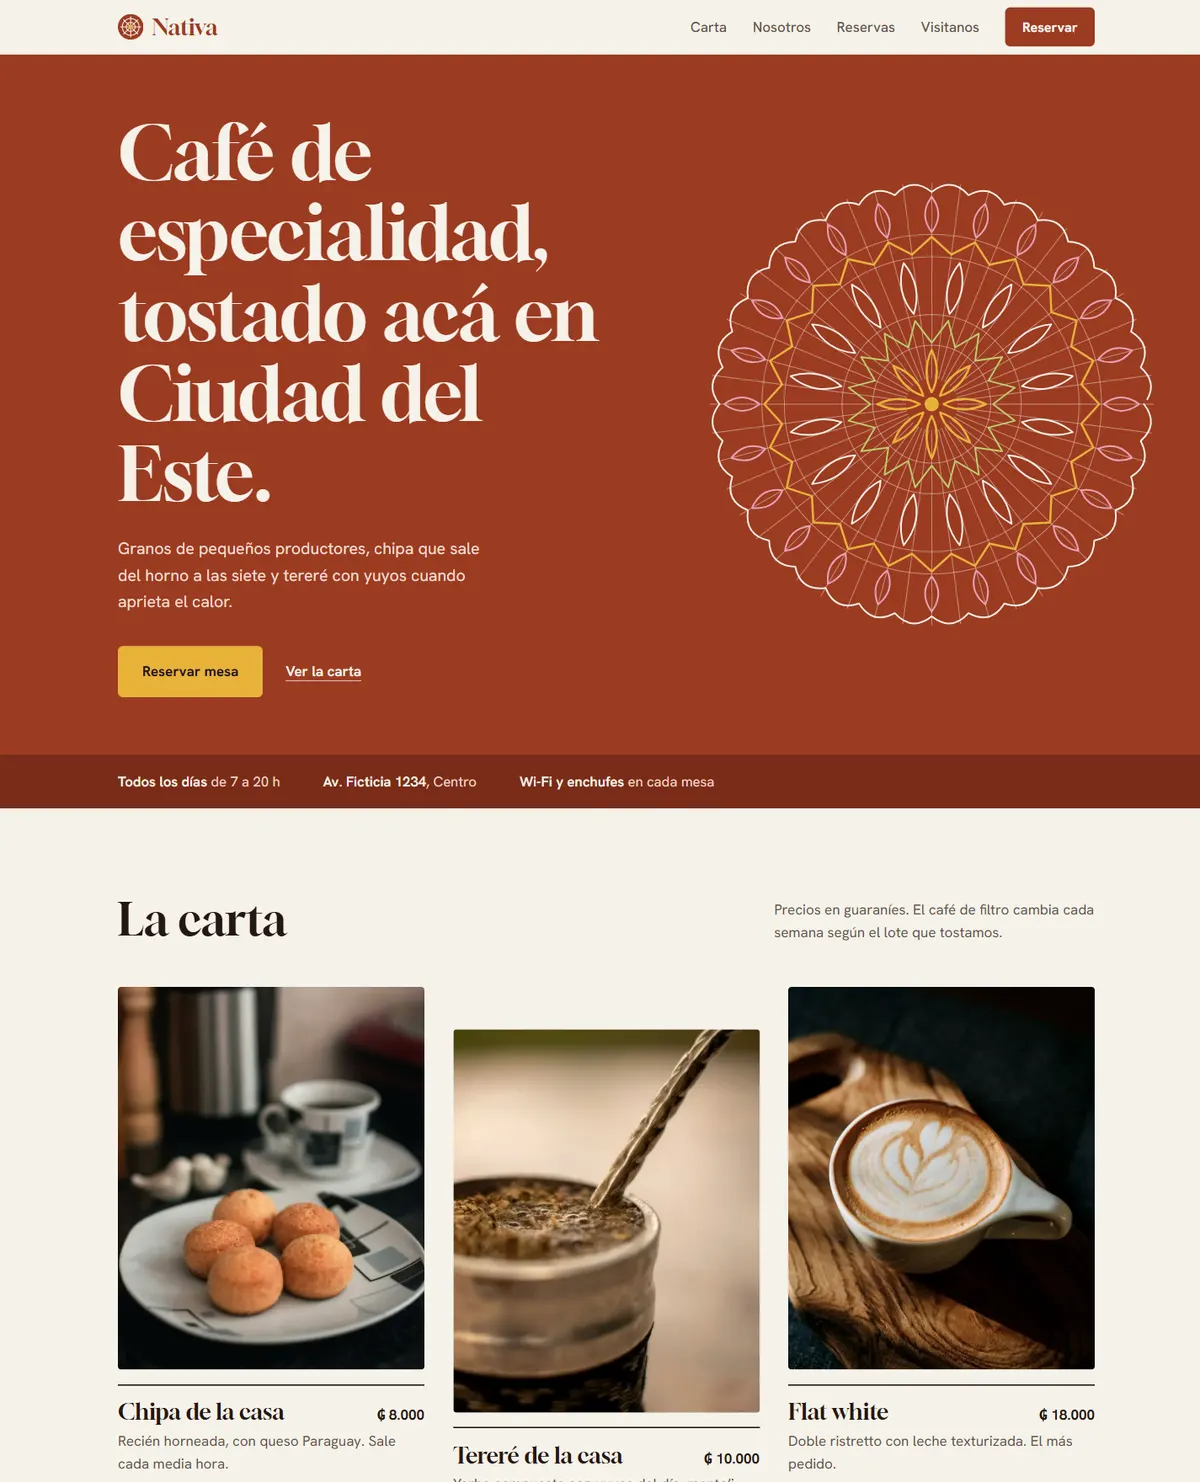 Nativa
Carta
Nosotros
Reservas
Visitanos
Reservar
Café de
especialidad,
tostado acá en
Ciudad del
Este.
Granos de pequeños productores, chipa que sale
del horno a las siete y tereré con yuyos cuando
aprieta el calor.
Reservar mesa
Ver la carta
Todos los días de 7 a 20 h
Av. Ficticia 1234, Centro
Wi-Fi y enchufes en cada mesa
La carta
Precios en guaraníes. El café de filtro cambia cada
semana según el lote que tostamos.
Chipa de la casa
₲ 8.000
Recién horneada, con queso Paraguay. Sale
cada media hora.
Tereré de la casa
₲ 10.000
Flat white
₲ 18.000
Doble ristretto con leche texturizada. El más
pedido.